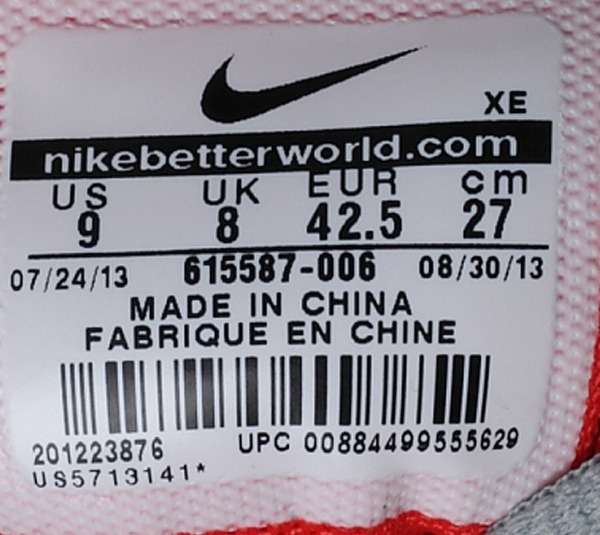 XE
nikebetterworld.com
US UK EUR cm
9 8 42.5 27
07/24/13 615587-006 08/30/13
MADE IN CHINA
FABRIQUE EN CHINE
201223876 UPC 00884499555629
US5713141*